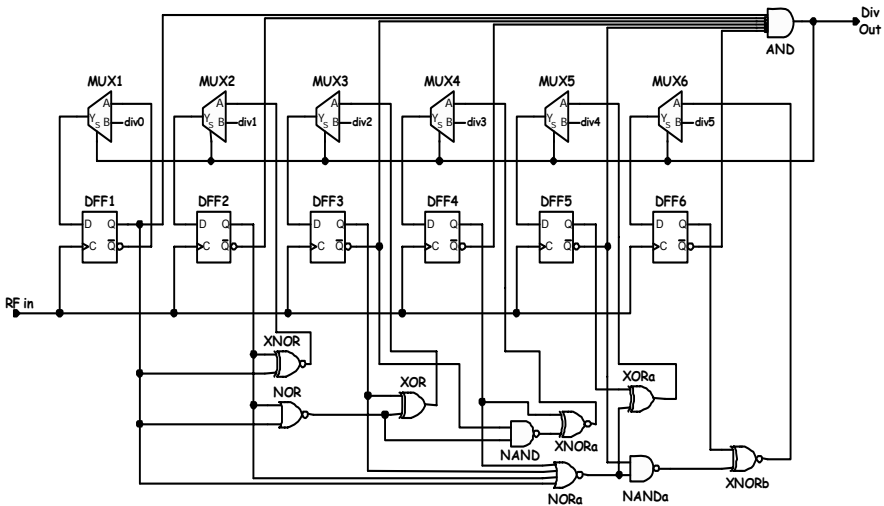 Div
Out
AND
MUX1 MUX2 MUX3 MUX4 MUX5 MUX6
A A A A A A
Y Y Y Y Y Y
S B div0 S B div1 S B div2 S B div3 S B div4 S B div5
DFF1 DFF2 DFF3 DFF4 DFF5 DFF6
D Q D Q D Q D Q D Q D Q
C Q̅ C Q̅ C Q̅ C Q̅ C Q̅ C Q̅
RF in
XNOR
XOR
XORa
NOR
NAND
XNORa
NORa
NANDa
XNORb